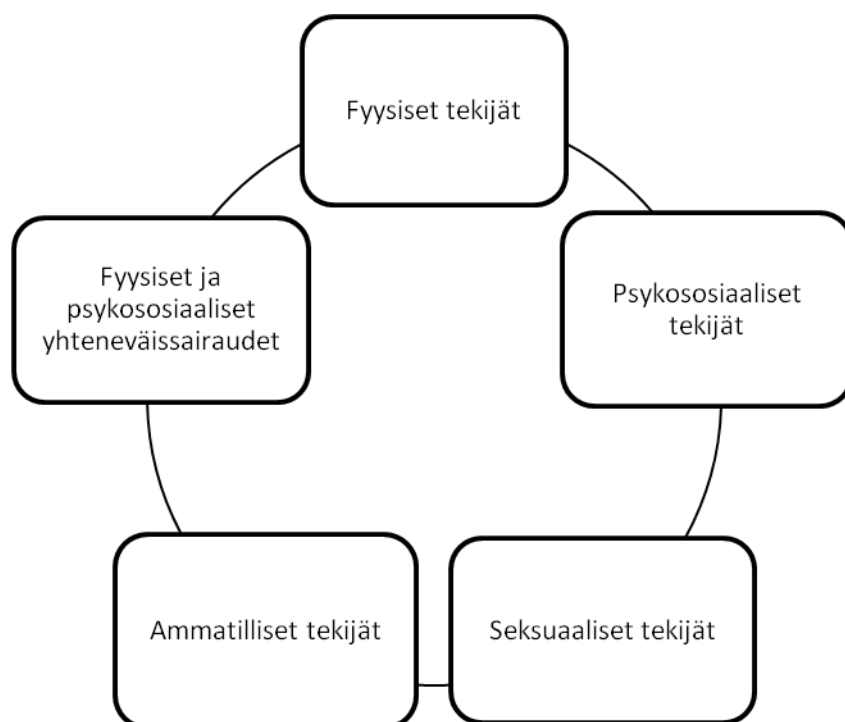 Fyysiset tekijät
Psykososiaaliset
tekijät
Seksuaaliset tekijät
Ammatilliset tekijät
Fyysiset ja
psykososiaaliset
yhteneväissairaudet